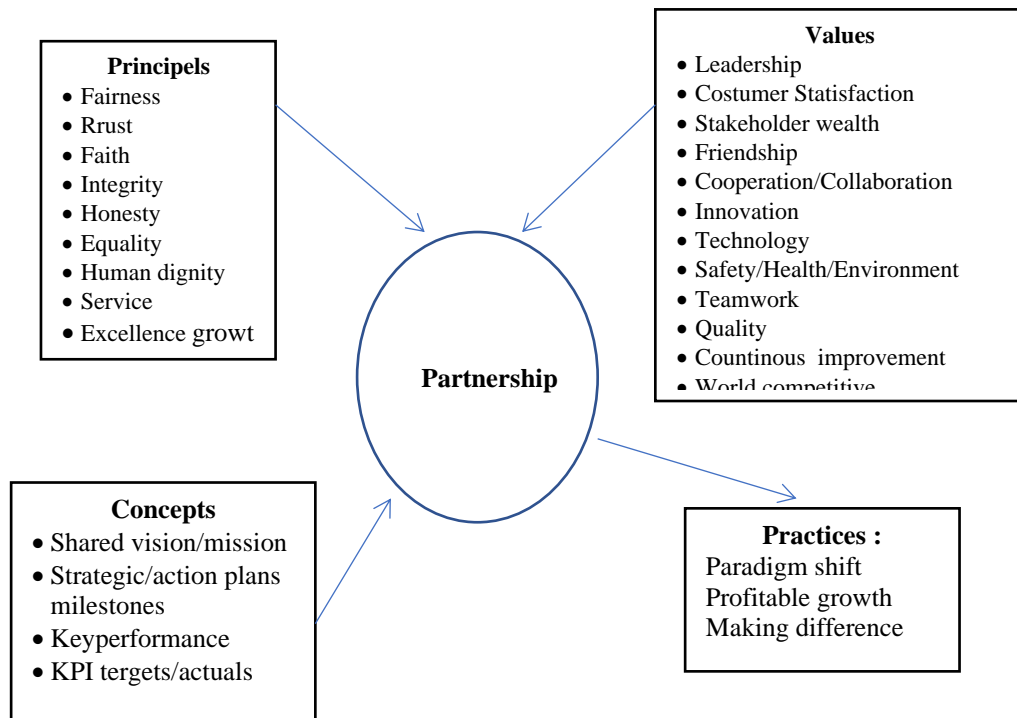 Principels
• Fairness
• Rrust
• Faith
• Integrity
• Honesty
• Equality
• Human dignity
• Service
• Excellence growt
Values
• Leadership
• Costumer Statisfaction
• Stakeholder wealth
• Friendship
• Cooperation/Collaboration
• Innovation
• Technology
• Safety/Health/Environment
• Teamwork
• Quality
• Countinous improvement
• World competitive
Partnership
Concepts
• Shared vision/mission
• Strategic/action plans
milestones
• Keyperformance
• KPI tergets/actuals
Practices :
Paradigm shift
Profitable growth
Making difference